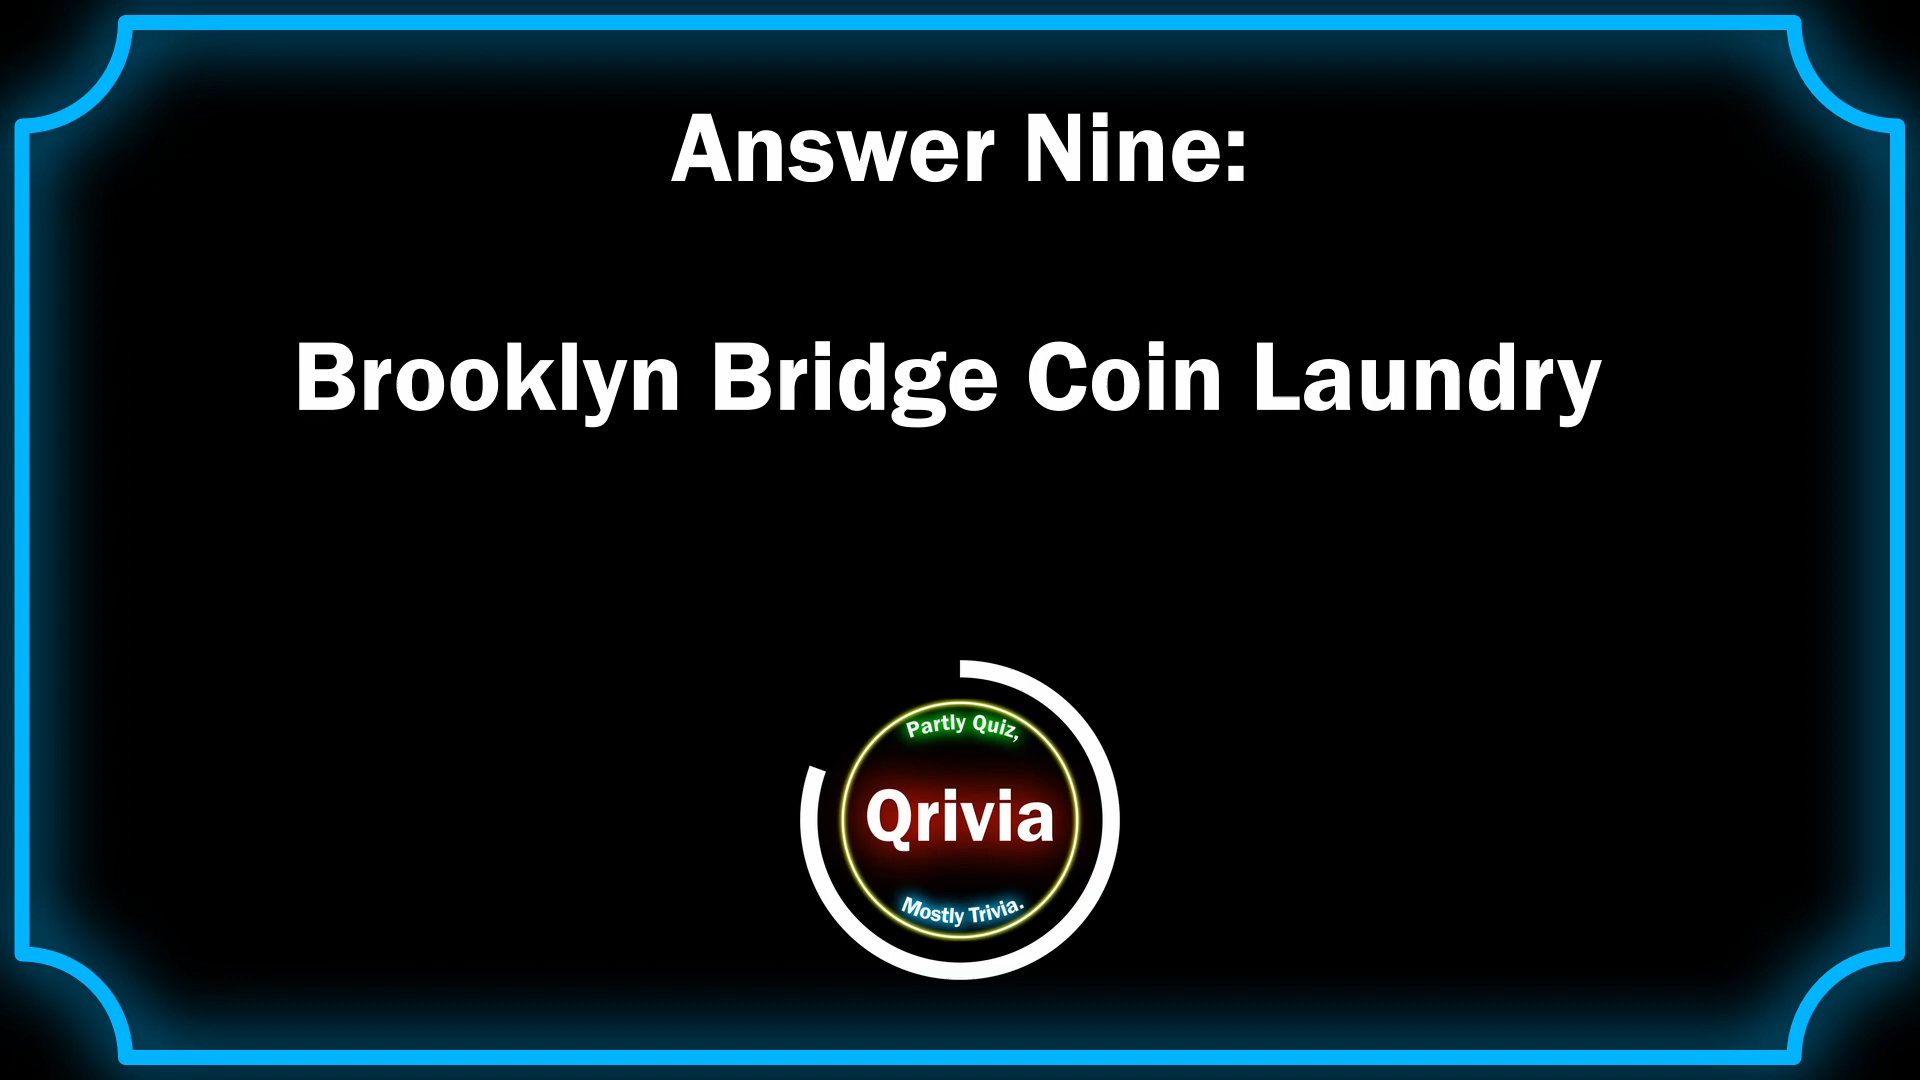 Answer Nine:
Brooklyn Bridge Coin Laundry
Partly Quiz,
Qrivia
Mostly Trivia.